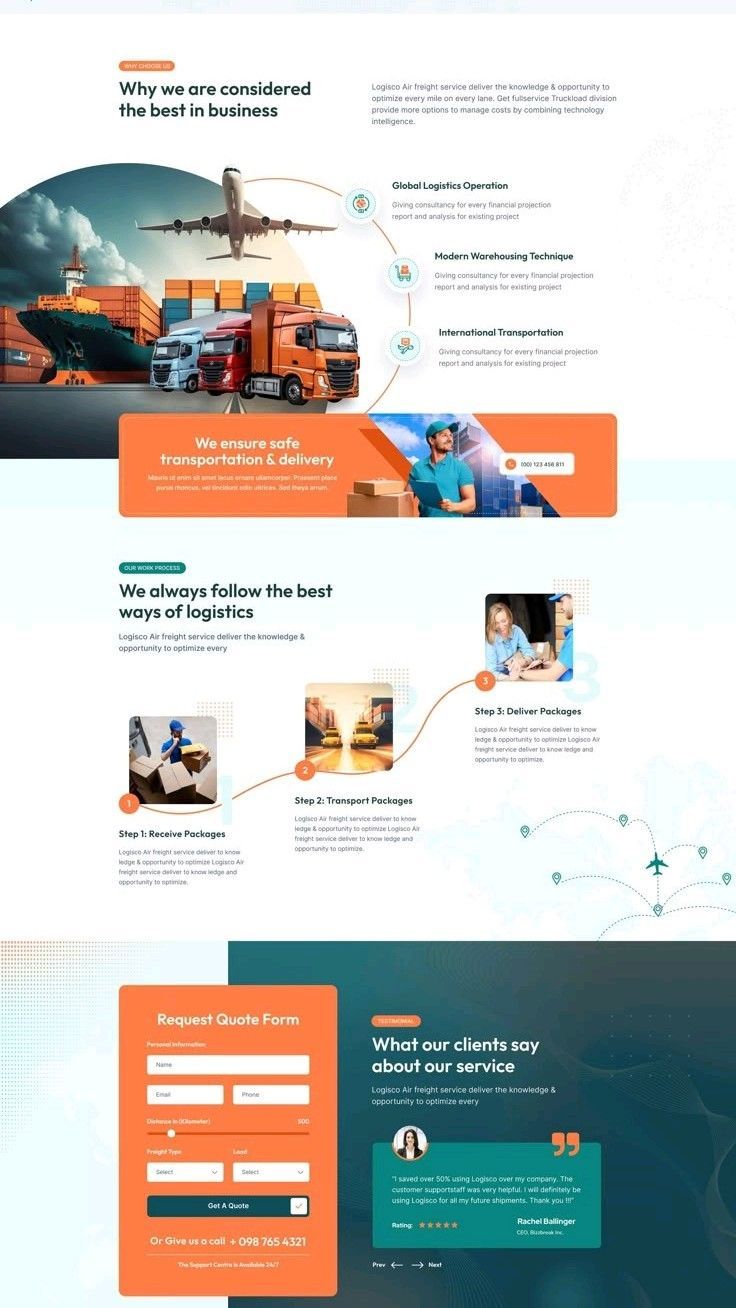 WHY CHOOSE US
Why we are considered
the best in business
Logisco Air freight service deliver the knowledge & opportunity to
optimize every mile on every lane. Get fullservice Truckload division
provide more options to manage costs by combining technology
intelligence.
Global Logistics Operation
Giving consultancy for every financial projection
report and analysis for existing project
Modern Warehousing Technique
Giving consultancy for every financial projection
report and analysis for existing project
International Transportation
Giving consultancy for every financial projection
report and analysis for existing project
We ensure safe
transportation & delivery
Mauris ut enim sit amet lacus ornare ullamcorper. Praesent place
purus rhoncus, vel tincidunt odio ultrices. Sed theya arrum.
(00) 123 456 811
OUR WORK PROCESS
We always follow the best
ways of logistics
Logisco Air freight service deliver the knowledge &
opportunity to optimize every
1
1
Step 1: Receive Packages
Logisco Air freight service deliver to know
ledge & opportunity to optimize Logisco Air
freight service deliver to know ledge and
opportunity to optimize.
2
2
Step 2: Transport Packages
Logisco Air freight service deliver to know
ledge & opportunity to optimize Logisco Air
freight service deliver to know ledge and
opportunity to optimize.
3
3
Step 3: Deliver Packages
Logisco Air freight service deliver to know
ledge & opportunity to optimize Logisco Air
freight service deliver to know ledge and
opportunity to optimize.
Request Quote Form
Personal Information:
Name
Email Phone
Distance In (Kilometer) 500
Freight Type Load
Select Select
Get A Quote
Or Give us a call + 098 765 4321
The Support Centre Is Available 24/7
TESTIMONIAL
What our clients say
about our service
Logisco Air freight service deliver the knowledge &
opportunity to optimize every
"I saved over 50% using Logisco over my company. The
customer supportstaff was very helpful. I will definitely be
using Logisco for all my future shipments. Thank you !!!"
Rating:
Rachel Ballinger
CEO, Bizzbreak Inc.
Prev Next